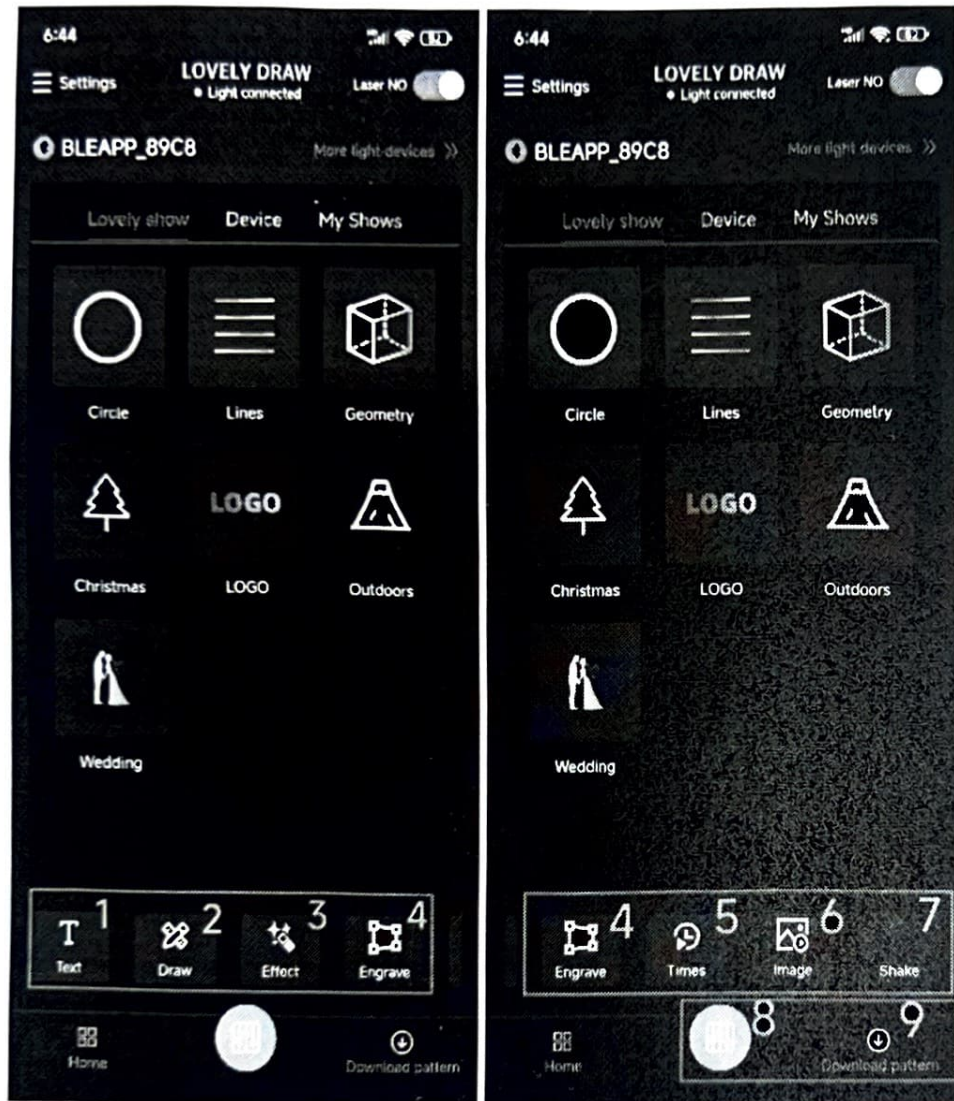 6:44
82
Settings
LOVELY DRAW
Light connected
Laser NO
BLEAPP_89C8
More light devices >>
Lovely show
Device
My Shows
Circle
Lines
Geometry
LOGO
Christmas
LOGO
Outdoors
Wedding
1
2
3
4
T
Text
Draw
Effect
Engrave
Home
Download pattern
6:44
82
Settings
LOVELY DRAW
Light connected
Laser NO
BLEAPP_89C8
More light devices >>
Lovely show
Device
My Shows
Circle
Lines
Geometry
LOGO
Christmas
LOGO
Outdoors
Wedding
4
5
6
7
Engrave
Times
Image
Shake
8
9
Home
Download pattern